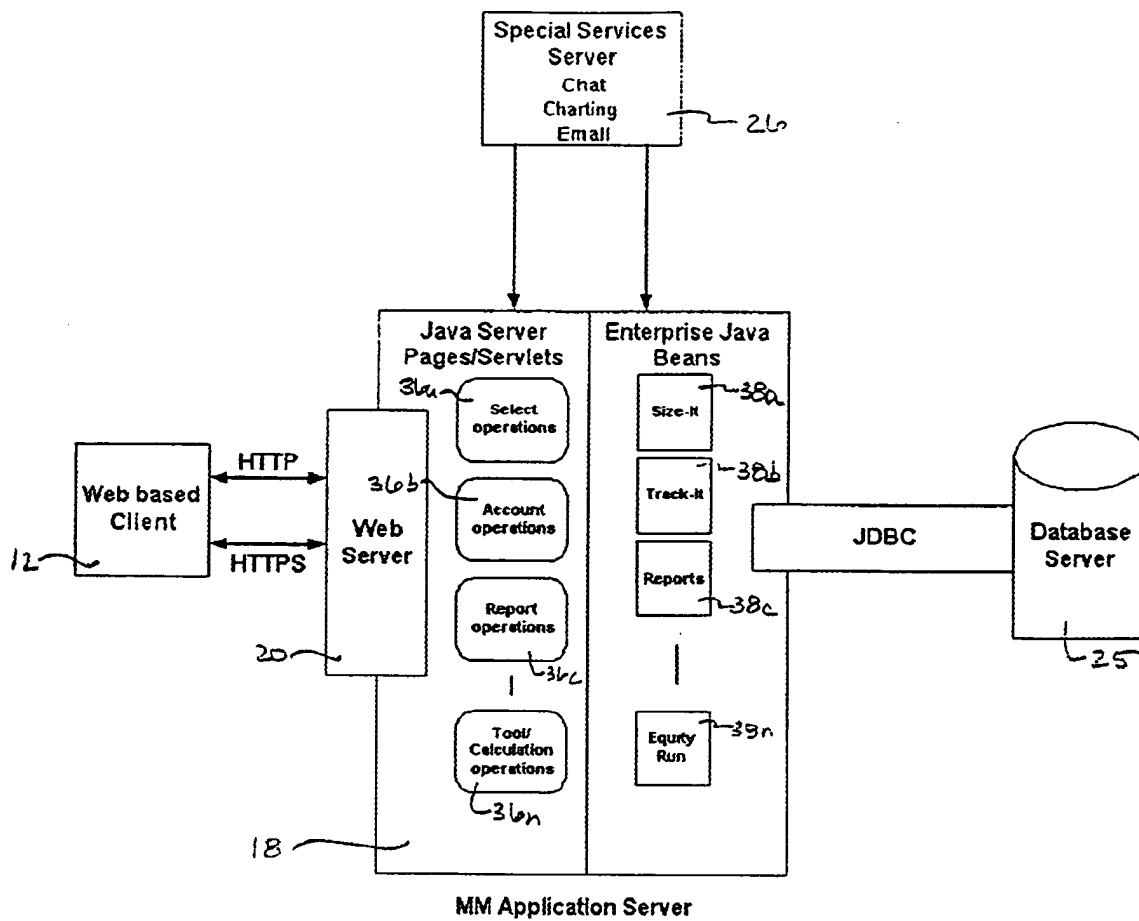 Special Services
Server
Chat
Charting
Email
26
Java Server
Pages/Servlets
Enterprise Java
Beans
36a
Select
operations
38a
Size-It
Web based
Client
12
HTTP
HTTPS
Web
Server
20
36b
Account
operations
38b
Track-It
JDBC
Database
Server
25
Report
operations
36c
Reports
38c
Tool/
Calculation
operations
36n
Equity
Run
38n
18
MM Application Server